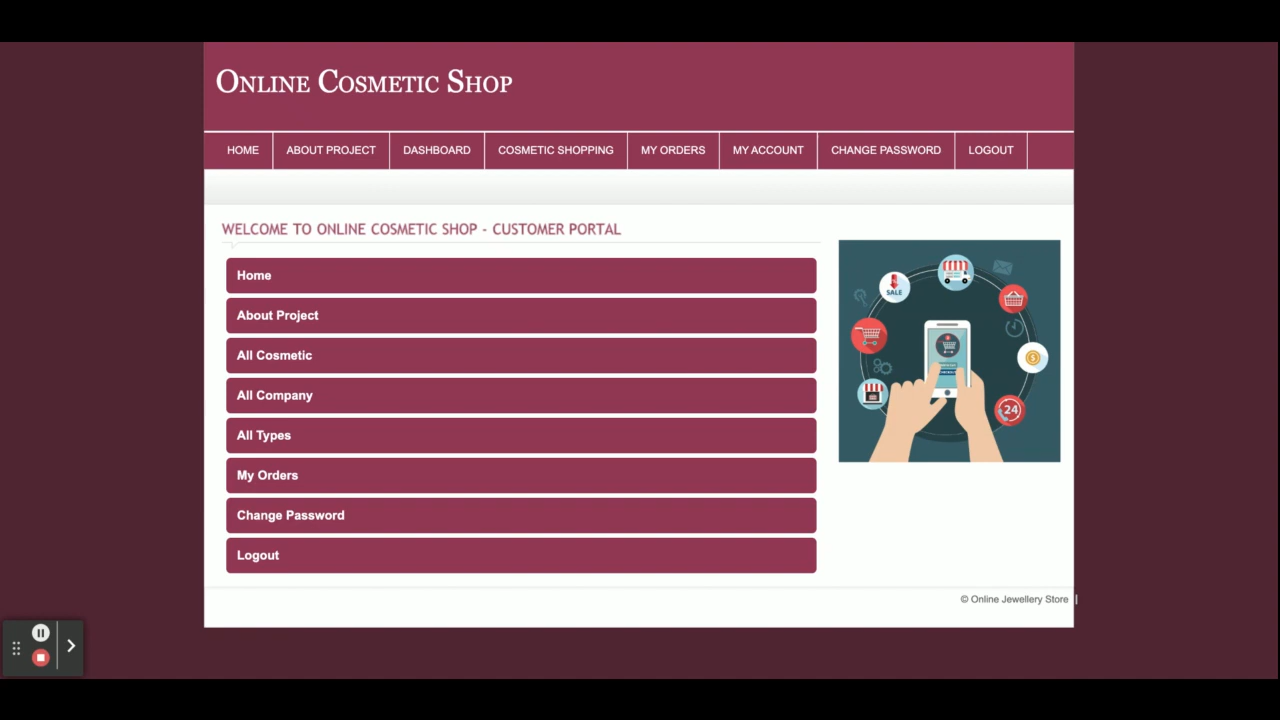 ONLINE COSMETIC SHOP
HOME ABOUT PROJECT DASHBOARD COSMETIC SHOPPING MY ORDERS MY ACCOUNT CHANGE PASSWORD LOGOUT
WELCOME TO ONLINE COSMETIC SHOP - CUSTOMER PORTAL
Home
About Project
All Cosmetic
All Company
All Types
My Orders
Change Password
Logout
SALE
24
© Online Jewellery Store